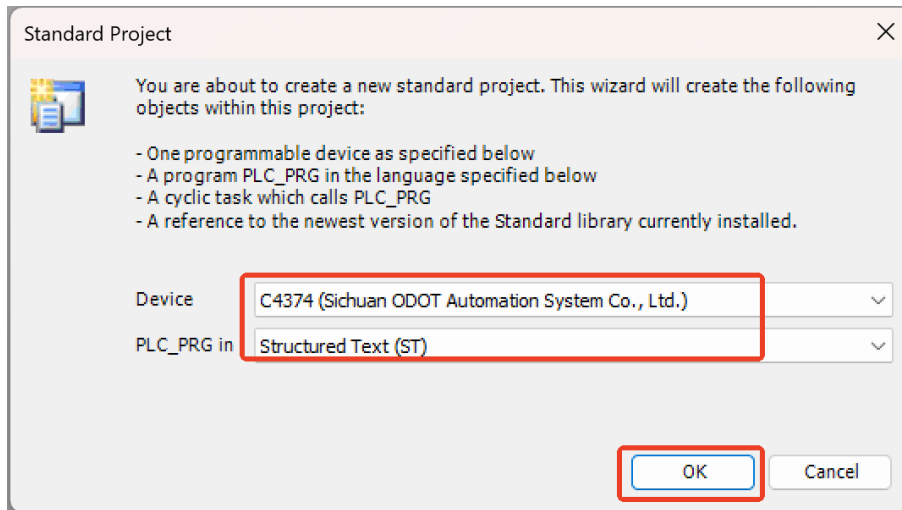 Standard Project
You are about to create a new standard project. This wizard will create the following
objects within this project:
- One programmable device as specified below
- A program PLC_PRG in the language specified below
- A cyclic task which calls PLC_PRG
- A reference to the newest version of the Standard library currently installed.
Device
C4374 (Sichuan ODOT Automation System Co., Ltd.)
PLC_PRG in
Structured Text (ST)
OK
Cancel